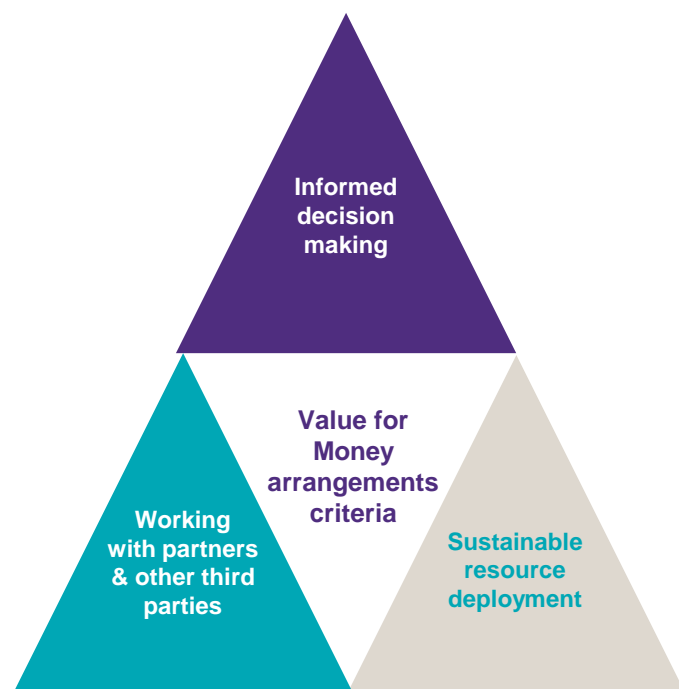 Informed
decision
making
Value for
Money
arrangements
criteria
Working
with partners
& other third
parties
Sustainable
resource
deployment